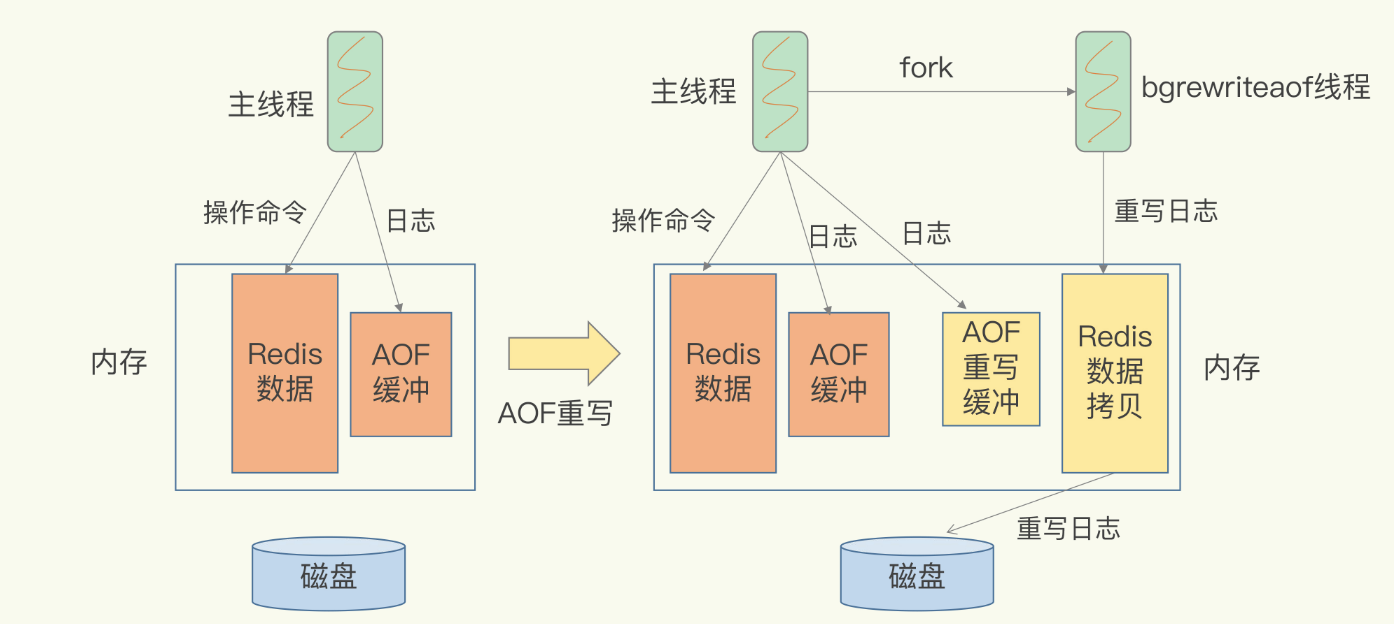 主线程
操作命令
日志
内存
Redis
数据
AOF
缓冲
磁盘
AOF重写
主线程
fork
bgrewriteaof线程
操作命令
日志
日志
重写日志
Redis
数据
AOF
缓冲
AOF
重写
缓冲
Redis
数据
拷贝
内存
重写日志
磁盘